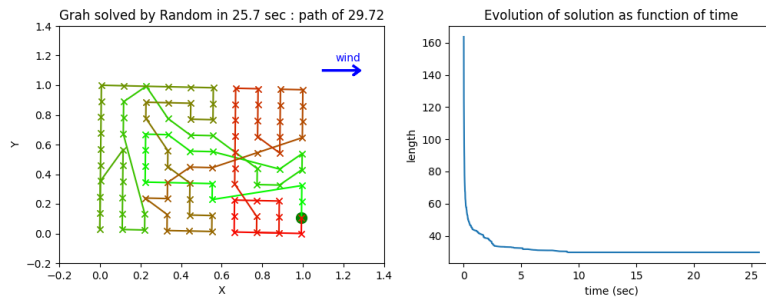 Grah solved by Random in 25.7 sec : path of 29.72
1.4
1.2
1.0
0.8
0.6
0.4
0.2
0.0
−0.2
Y
wind
−0.2 0.0 0.2 0.4 0.6 0.8 1.0 1.2 1.4
X
Evolution of solution as function of time
160
140
120
100
80
60
40
length
0 5 10 15 20 25
time (sec)